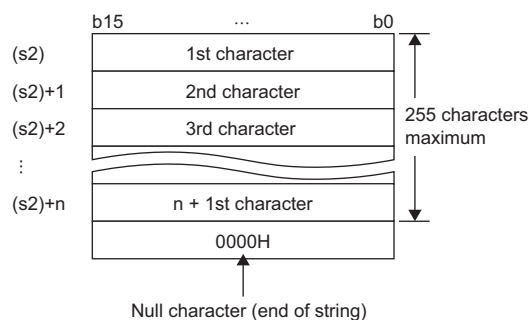 b15 ... b0
(s2) 1st character
(s2)+1 2nd character
(s2)+2 3rd character
⋮
(s2)+n n + 1st character
0000H
255 characters
maximum
Null character (end of string)